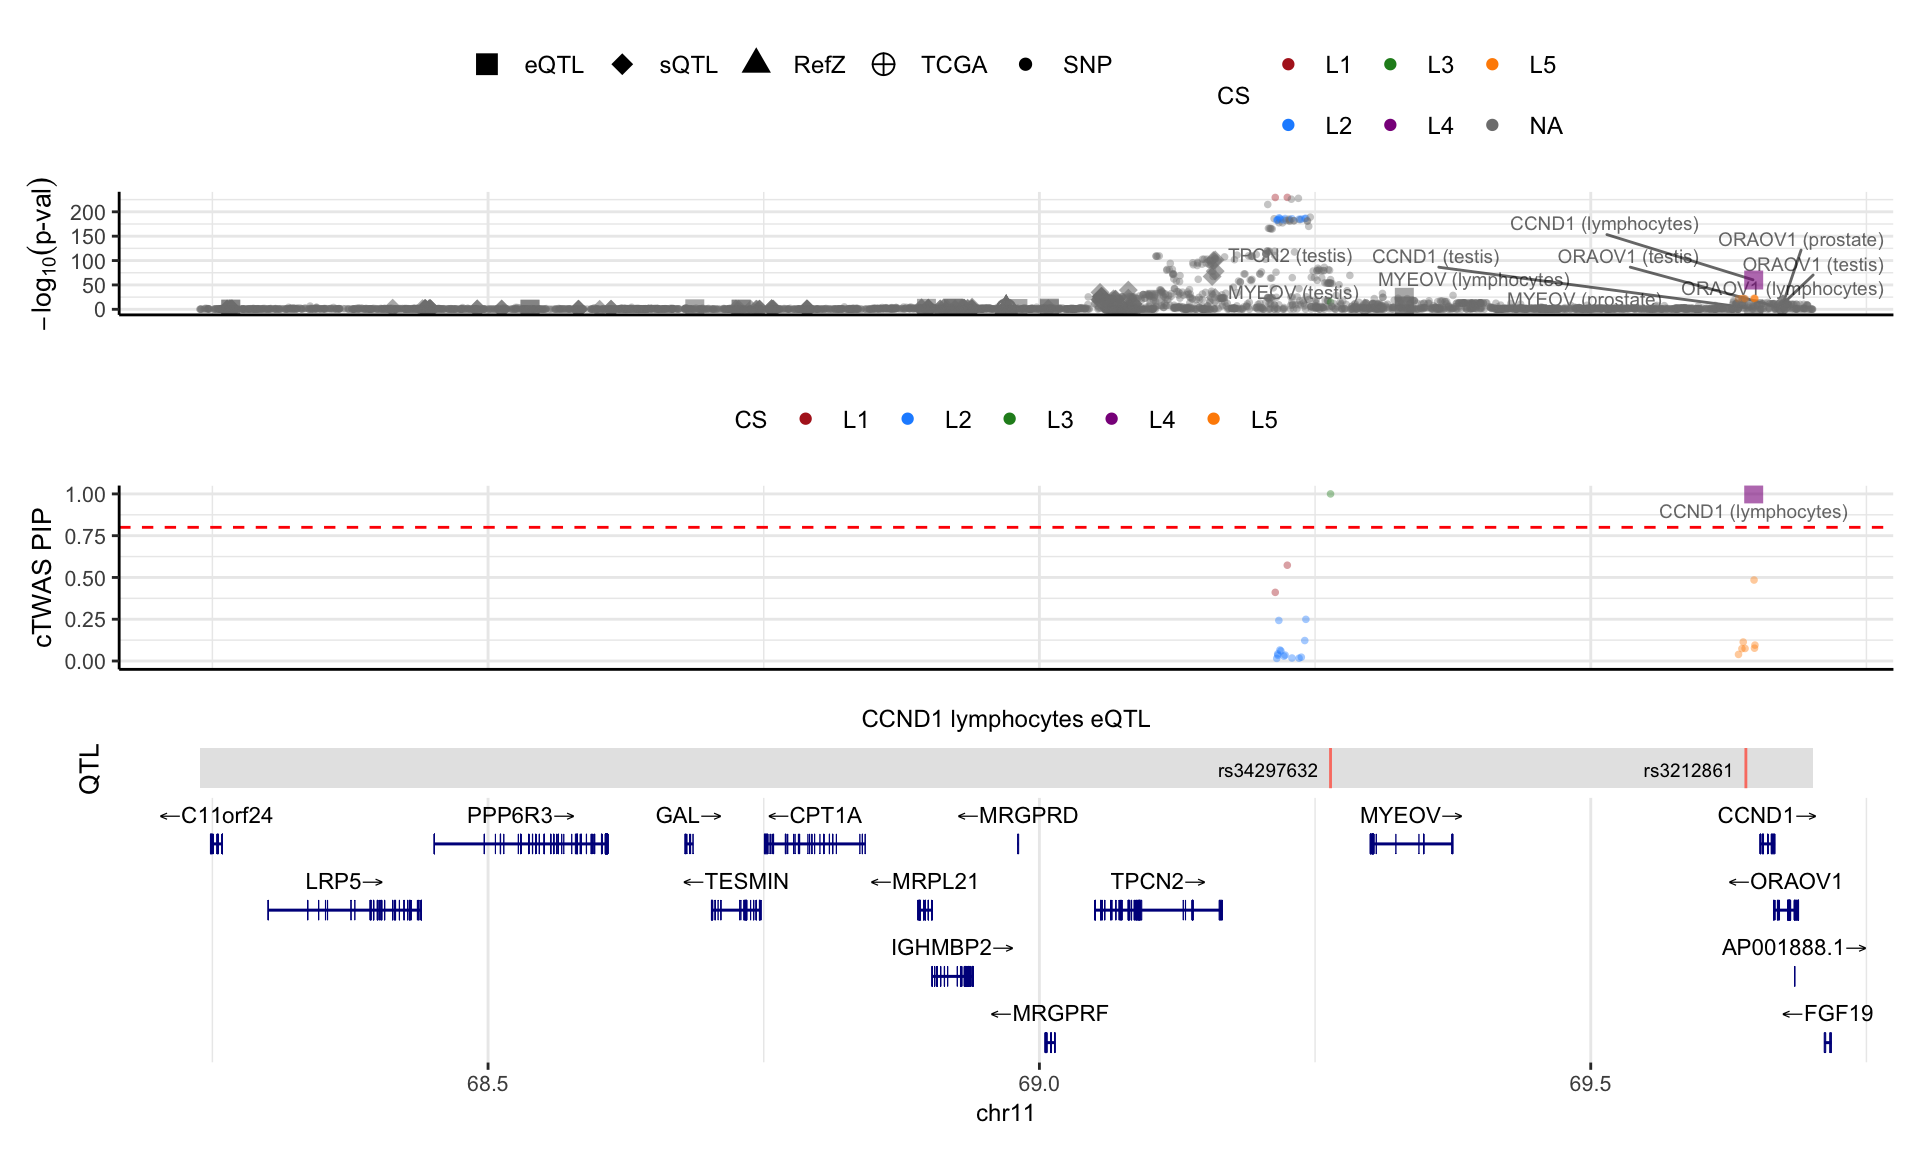 eQTL sQTL RefZ TCGA SNP
CS
L1 L3 L5
L2 L4 NA
−log10(p-val)
200
150
100
50
0
CCND1 (lymphocytes)
ORAOV1 (prostate)
TPCN2 (testis)
CCND1 (testis)
ORAOV1 (testis)
ORAOV1 (testis)
MYEOV (lymphocytes)
ORAOV1 (lymphocytes)
MYEOV (testis)
MYEOV (prostate)
CS L1 L2 L3 L4 L5
cTWAS PIP
1.00
0.75
0.50
0.25
0.00
CCND1 (lymphocytes)
CCND1 lymphocytes eQTL
QTL
rs34297632 rs3212861
←C11orf24 PPP6R3→ GAL→ ←CPT1A ←MRGPRD MYEOV→ CCND1→
LRP5→ ←TESMIN ←MRPL21 TPCN2→ ←ORAOV1
IGHMBP2→ AP001888.1→
←MRGPRF ←FGF19
68.5 69.0 69.5
chr11